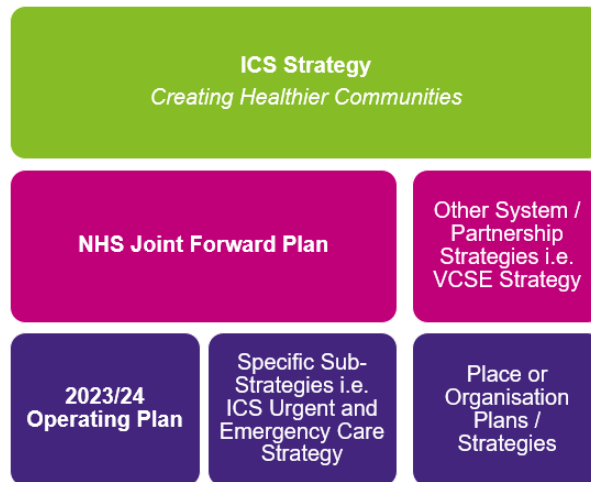 ICS Strategy
Creating Healthier Communities
NHS Joint Forward Plan
Other System /
Partnership
Strategies i.e.
VCSE Strategy
2023/24
Operating Plan
Specific Sub-
Strategies i.e.
ICS Urgent and
Emergency Care
Strategy
Place or
Organisation
Plans /
Strategies